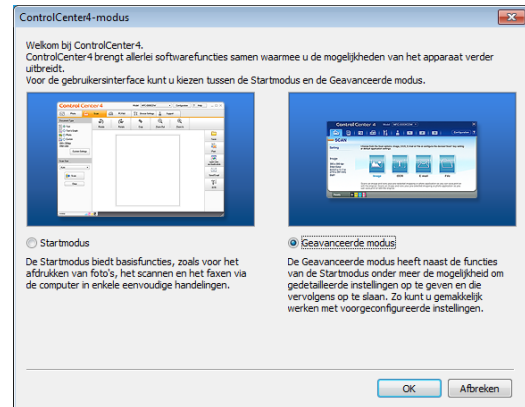 ControlCenter4-modus
Welkom bij ControlCenter4.
ControlCenter4 brengt allerlei softwarefuncties samen waarmee u de mogelijkheden van het apparaat verder
uitbreidt.
Voor de gebruikersinterface kunt u kiezen tussen de Startmodus en de Geavanceerde modus.
Control Center 4
Control Center 4
SCAN
Startmodus
De Startmodus biedt basisfuncties, zoals voor het
afdrukken van foto's, het scannen en het faxen via
de computer in enkele eenvoudige handelingen.
Geavanceerde modus
De Geavanceerde modus heeft naast de functies
van de Startmodus onder meer de mogelijkheid om
gedetailleerde instellingen op te geven en die
vervolgens op te slaan. Zo kunt u gemakkelijk
werken met voorgeconfigureerde instellingen.
OK
Afbreken